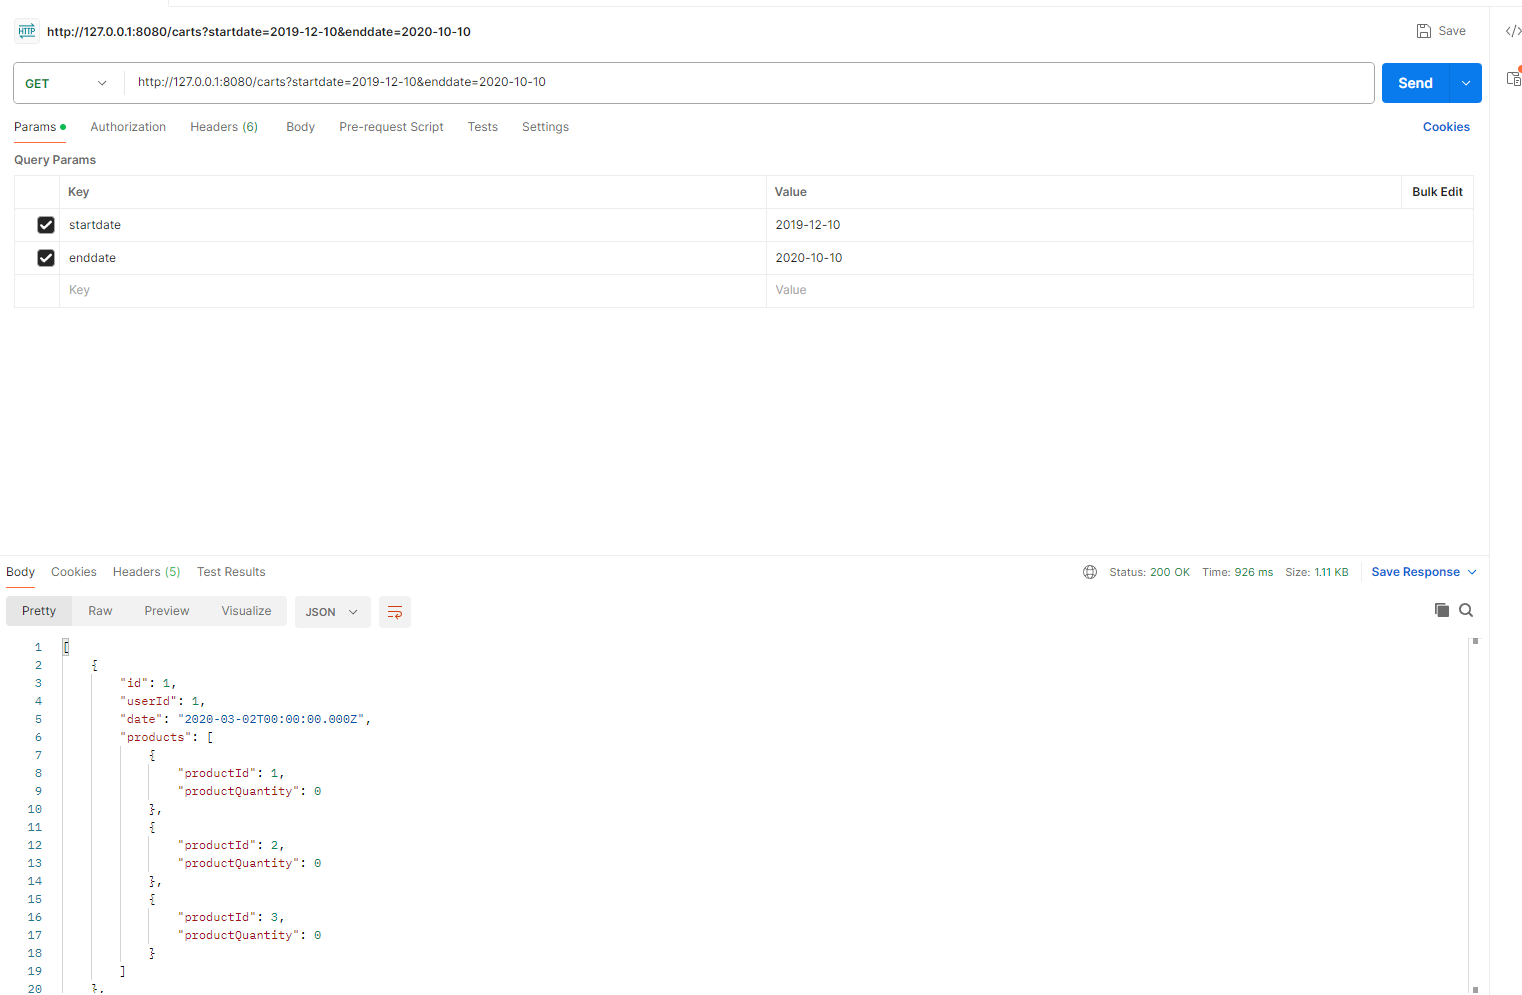 HTTP http://127.0.0.1:8080/carts?startdate=2019-12-10&enddate=2020-10-10 Save
GET http://127.0.0.1:8080/carts?startdate=2019-12-10&enddate=2020-10-10 Send
Params Authorization Headers (6) Body Pre-request Script Tests Settings Cookies
Query Params
Key Value Bulk Edit
startdate 2019-12-10
enddate 2020-10-10
Key Value
Body Cookies Headers (5) Test Results Status: 200 OK Time: 926 ms Size: 1.11 KB Save Response
Pretty Raw Preview Visualize JSON
1 [
2 {
3 "id": 1,
4 "userId": 1,
5 "date": "2020-03-02T00:00:00.000Z",
6 "products": [
7 {
8 "productId": 1,
9 "productQuantity": 0
10 },
11 {
12 "productId": 2,
13 "productQuantity": 0
14 },
15 {
16 "productId": 3,
17 "productQuantity": 0
18 }
19 ]
20 },